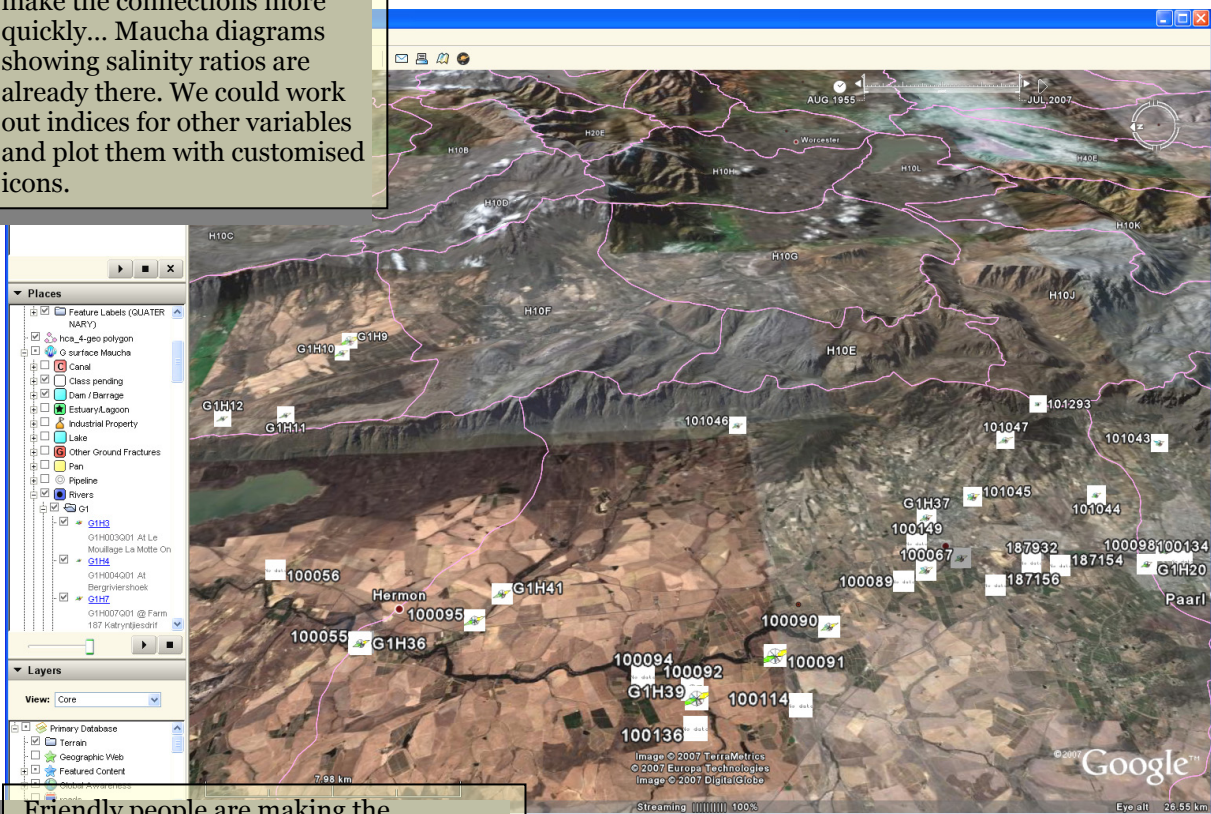 make the connections more
quickly... Maucha diagrams
showing salinity ratios are
already there. We could work
out indices for other variables
and plot them with customised
icons.
AUG 1955
JUL 2007
Worcester
H20E
H10B
H10H
H10L
H40E
H10D
H10K
H10C
H10G
H10J
H10F
H10E
G1H9
G1H10
G1H12
G1H11
101046
101293
101047
101043
101045
101044
G1H37
100149
100067
187932
100098
100134
187154
G1H20
100089
187156
Paarl
100056
Hermon
G1H41
100095
100055
G1H36
100090
100091
100094
100092
G1H39
100114
100136
Places
Feature Labels (QUATER
NARY)
hca_4-geo polygon
G surface Maucha
C Canal
Class pending
Dam / Barrage
Estuary/Lagoon
Industrial Property
Lake
G Other Ground Fractures
Pan
Pipeline
Rivers
G1
G1H3
G1H003Q01 At Le
Mouillage La Motte On
G1H4
G1H004Q01 At
Bergriviershoek
G1H7
G1H007Q01 @ Farm
187 Katryntjiesdrif
Layers
View: Core
Primary Database
Terrain
Geographic Web
Featured Content
Global Awareness
roads
7.98 km
Image © 2007 TerraMetrics
© 2007 Europa Technologies
Image © 2007 DigitalGlobe
©2007 Google™
Streaming |||||||||| 100%
Eye alt 26.55 km
Friendly people are making the